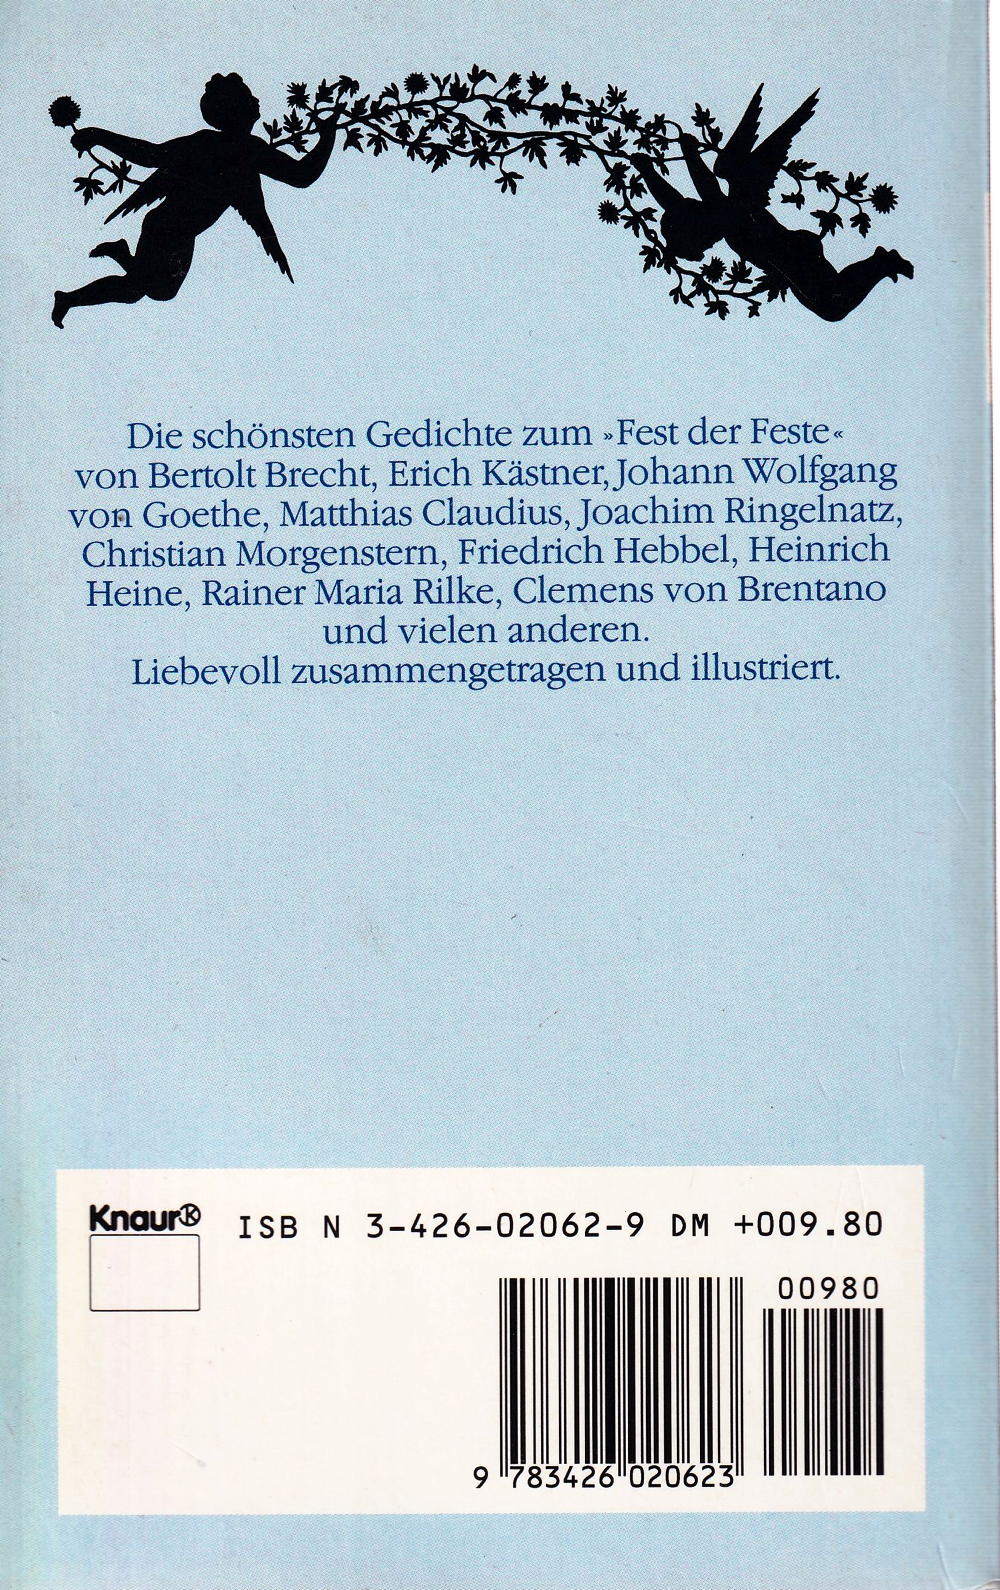 Die schönsten Gedichte zum »Fest der Feste«
von Bertolt Brecht, Erich Kästner, Johann Wolfgang
von Goethe, Matthias Claudius, Joachim Ringelnatz,
Christian Morgenstern, Friedrich Hebbel, Heinrich
Heine, Rainer Maria Rilke, Clemens von Brentano
und vielen anderen.
Liebevoll zusammengetragen und illustriert.
Knaur®
ISB N 3-426-02062-9 DM +009.80
00980
9 783426 020623